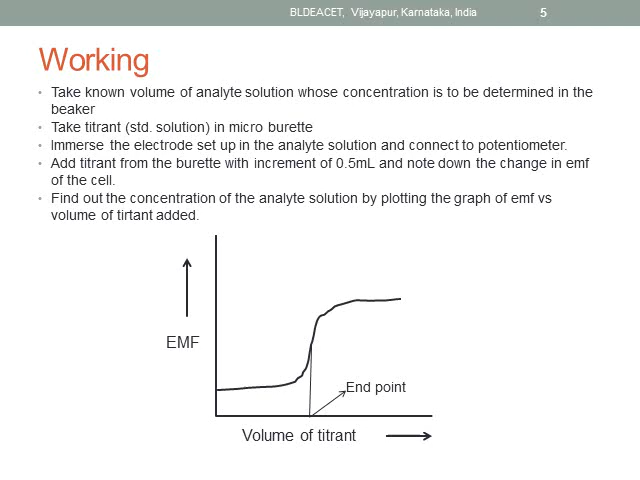 BLDEACET, Vijayapur, Karnataka, India 5
Working
• Take known volume of analyte solution whose concentration is to be determined in the
beaker
• Take titrant (std. solution) in micro burette
• Immerse the electrode set up in the analyte solution and connect to potentiometer.
• Add titrant from the burette with increment of 0.5mL and note down the change in emf
of the cell.
• Find out the concentration of the analyte solution by plotting the graph of emf vs
volume of tirtant added.
EMF
End point
Volume of titrant